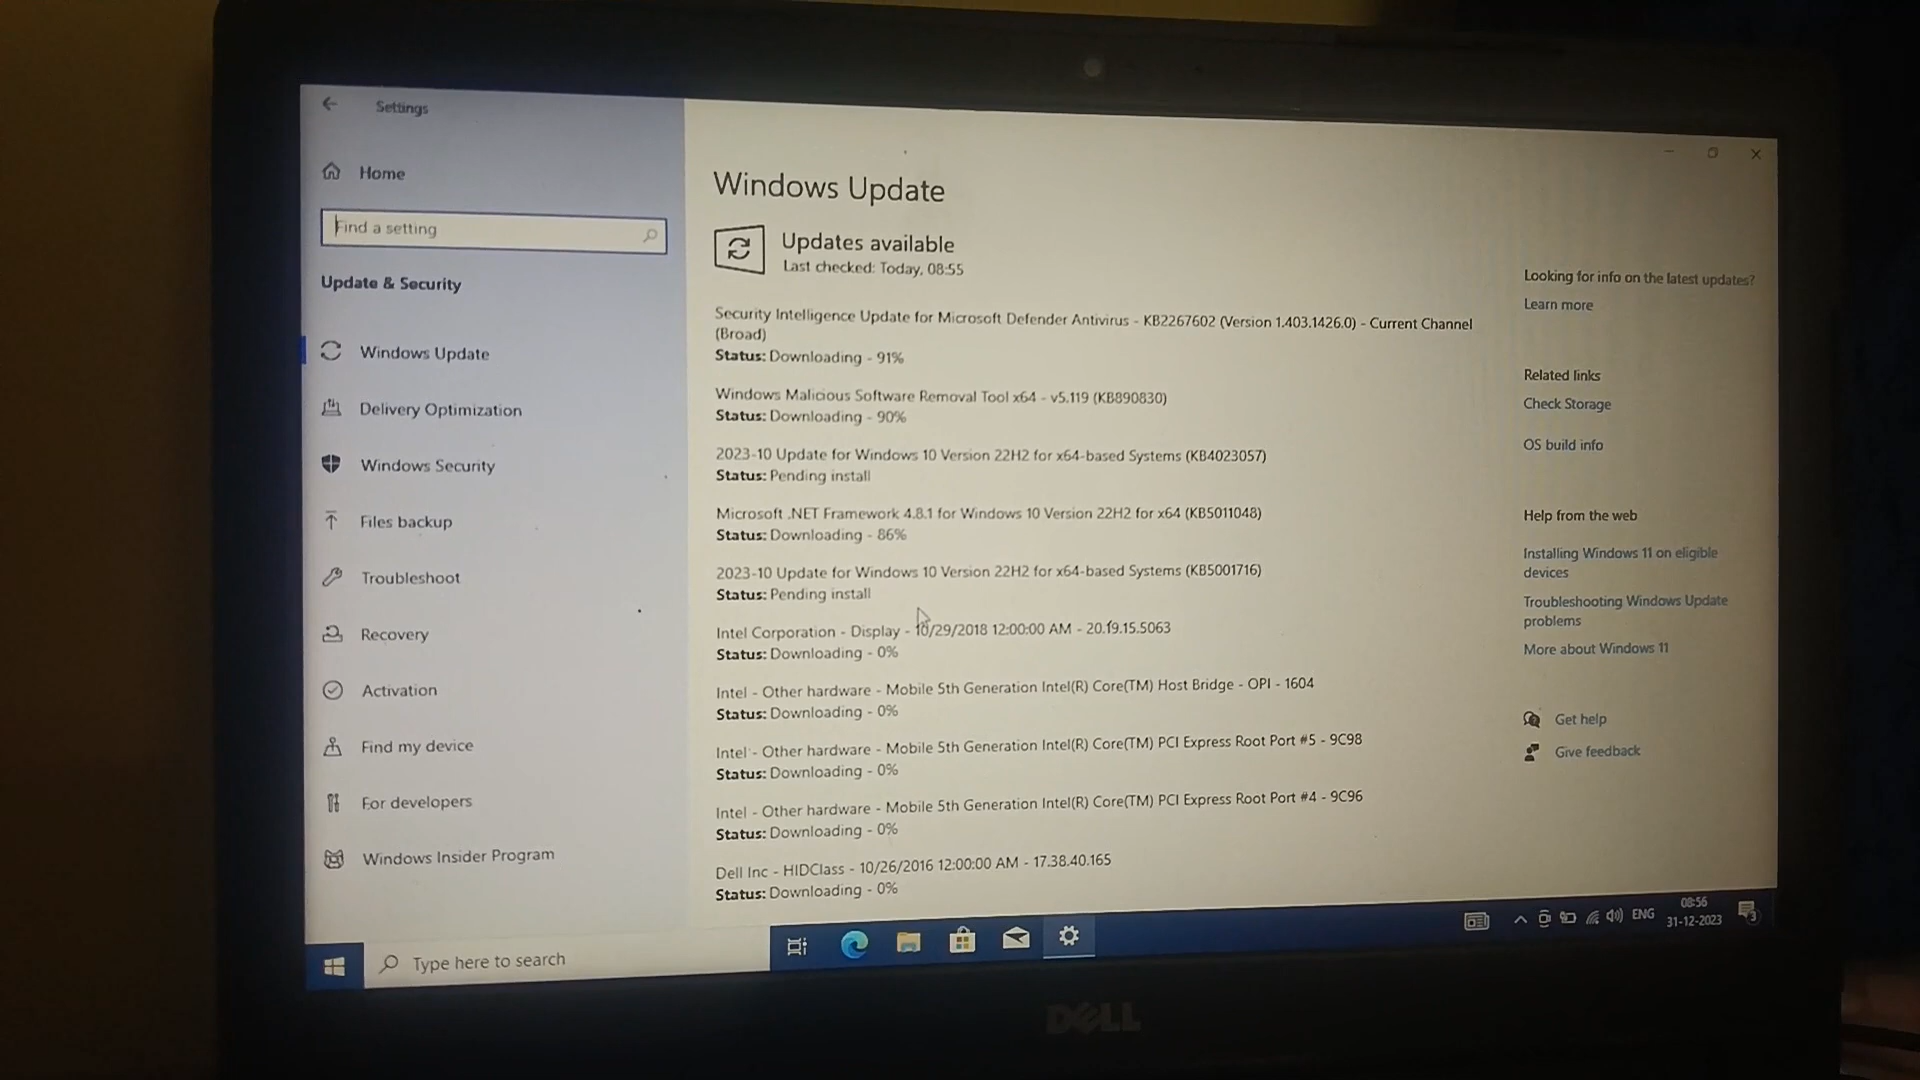 Settings
Home
Find a setting
Update & Security
Windows Update
Delivery Optimization
Windows Security
Files backup
Troubleshoot
Recovery
Activation
Find my device
For developers
Windows Insider Program
Windows Update
Updates available
Last checked: Today, 08:55
Security Intelligence Update for Microsoft Defender Antivirus - KB2267602 (Version 1.403.1426.0) - Current Channel
(Broad)
Status: Downloading - 91%
Windows Malicious Software Removal Tool x64 - v5.119 (KB890830)
Status: Downloading - 90%
2023-10 Update for Windows 10 Version 22H2 for x64-based Systems (KB4023057)
Status: Pending install
Microsoft .NET Framework 4.8.1 for Windows 10 Version 22H2 for x64 (KB5011048)
Status: Downloading - 86%
2023-10 Update for Windows 10 Version 22H2 for x64-based Systems (KB5001716)
Status: Pending install
Intel Corporation - Display - 10/29/2018 12:00:00 AM - 20.19.15.5063
Status: Downloading - 0%
Intel - Other hardware - Mobile 5th Generation Intel(R) Core(TM) Host Bridge - OPI - 1604
Status: Downloading - 0%
Intel - Other hardware - Mobile 5th Generation Intel(R) Core(TM) PCI Express Root Port #5 - 9C98
Status: Downloading - 0%
Intel - Other hardware - Mobile 5th Generation Intel(R) Core(TM) PCI Express Root Port #4 - 9C96
Status: Downloading - 0%
Dell Inc - HIDClass - 10/26/2016 12:00:00 AM - 17.38.40.165
Status: Downloading - 0%
Looking for info on the latest updates?
Learn more
Related links
Check Storage
OS build info
Help from the web
Installing Windows 11 on eligible
devices
Troubleshooting Windows Update
problems
More about Windows 11
Get help
Give feedback
Type here to search
ENG
08:56
31-12-2023
3
DELL